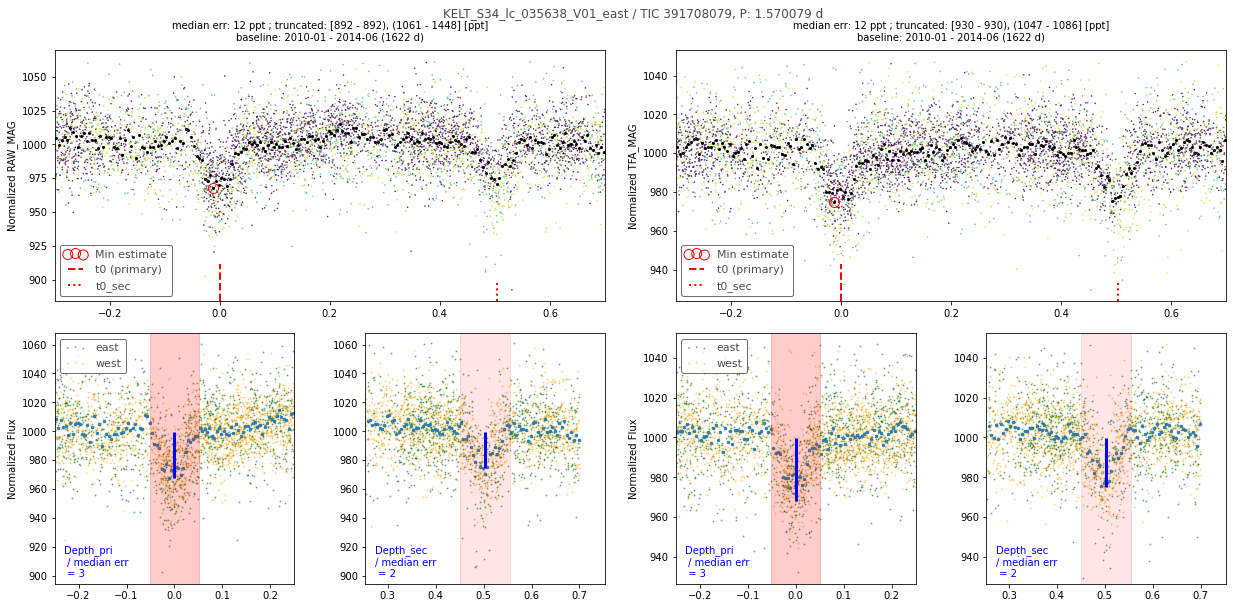 KELT_S34_lc_035638_V01_east / TIC 391708079, P: 1.570079 d
median err: 12 ppt ; truncated: [892 - 892), (1061 - 1448] [ppt]
baseline: 2010-01 - 2014-06 (1622 d)
Normalized RAW_MAG
1050
1025
1000
975
950
925
900
Min estimate
t0 (primary)
t0_sec
−0.2
0.0
0.2
0.4
0.6
median err: 12 ppt ; truncated: [930 - 930), (1047 - 1086] [ppt]
baseline: 2010-01 - 2014-06 (1622 d)
Normalized TFA_MAG
1040
1020
1000
980
960
940
Min estimate
t0 (primary)
t0_sec
−0.2
0.0
0.2
0.4
0.6
Normalized Flux
1060
1040
1020
1000
980
960
940
920
900
east
west
Depth_pri
/ median err
= 3
−0.2
−0.1
0.0
0.1
0.2
1060
1040
1020
1000
980
960
940
920
900
Depth_sec
/ median err
= 2
0.3
0.4
0.5
0.6
0.7
Normalized Flux
1040
1020
1000
980
960
940
east
west
Depth_pri
/ median err
= 3
−0.2
−0.1
0.0
0.1
0.2
1040
1020
1000
980
960
940
Depth_sec
/ median err
= 2
0.3
0.4
0.5
0.6
0.7